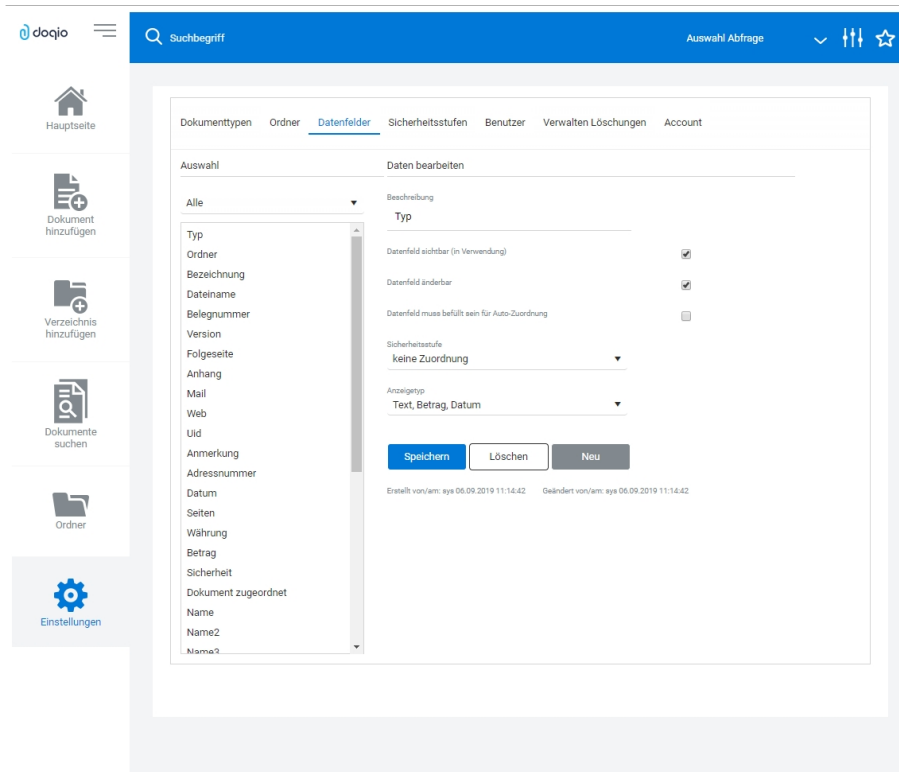 doqio
Suchbegriff
Auswahl Abfrage
Hauptseite
Dokument
hinzufügen
Verzeichnis
hinzufügen
Dokumente
suchen
Ordner
Einstellungen
Dokumenttypen Ordner Datenfelder Sicherheitsstufen Benutzer Verwalten Löschungen Account
Auswahl
Alle
Typ
Ordner
Bezeichnung
Dateiname
Belegnummer
Version
Folgeseite
Anhang
Mail
Web
Uid
Anmerkung
Adressnummer
Datum
Seiten
Währung
Betrag
Sicherheit
Dokument zugeordnet
Name
Name2
Name3
Daten bearbeiten
Beschreibung
Typ
Datenfeld sichtbar (in Verwendung)
Datenfeld änderbar
Datenfeld muss befüllt sein für Auto-Zuordnung
Sicherheitsstufe
keine Zuordnung
Anzeigetyp
Text, Betrag, Datum
Speichern Löschen Neu
Erstellt von/am: sys 06.09.2019 11:14:42 Geändert von/am: sys 06.09.2019 11:14:42